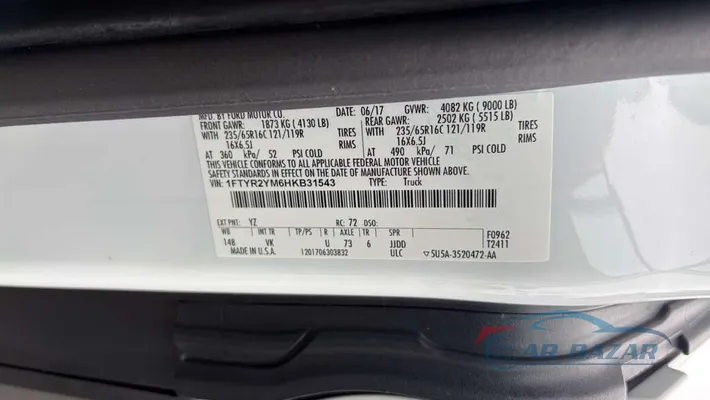 MFD. BY FORD MOTOR CO.
DATE: 06/17 GVWR: 4082 KG ( 9000 LB)
FRONT GAWR: 1873 KG ( 4130 LB) REAR GAWR: 2502 KG ( 5515 LB)
WITH 235/65R16C 121/119R TIRES WITH 235/65R16C 121/119R TIRES
16X6.5J RIMS 16X6.5J RIMS
AT 360 kPa/ 52 PSI COLD AT 490 kPa/ 71 PSI COLD
THIS VEHICLE CONFORMS TO ALL APPLICABLE FEDERAL MOTOR VEHICLE
SAFETY STANDARDS IN EFFECT ON THE DATE OF MANUFACTURE SHOWN ABOVE.
VIN: 1FTYR2YM6HKB31543 TYPE: Truck
EXT PNT: YZ RC: 72 DSO:
WB INT TR TP/PS R AXLE TR SPR F0962
148 VK U 73 6 JJDD T2411
MADE IN U.S.A. 1201706303832 ULC ▽5U5A-3520472-AA
CAR BAZAR